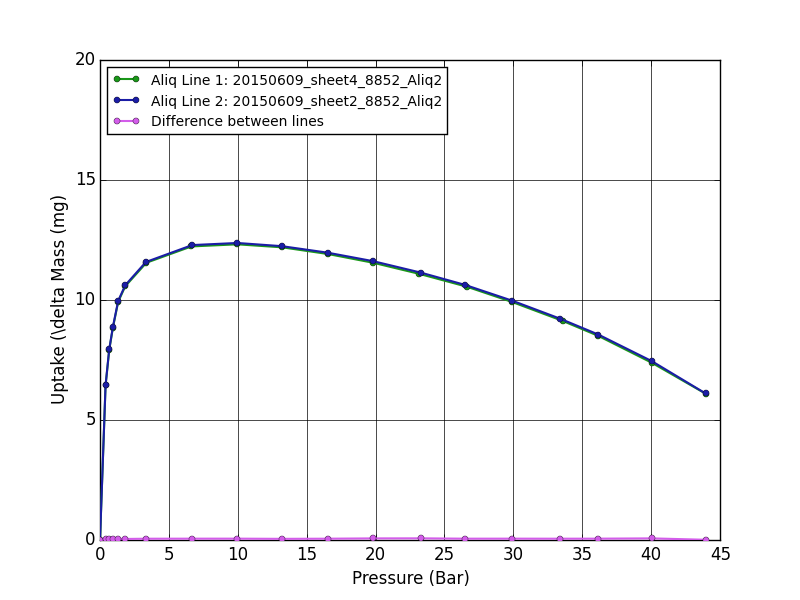 20
15
10
5
0
Uptake (\delta Mass (mg)
Aliq Line 1: 20150609_sheet4_8852_Aliq2
Aliq Line 2: 20150609_sheet2_8852_Aliq2
Difference between lines
0 5 10 15 20 25 30 35 40 45
Pressure (Bar)